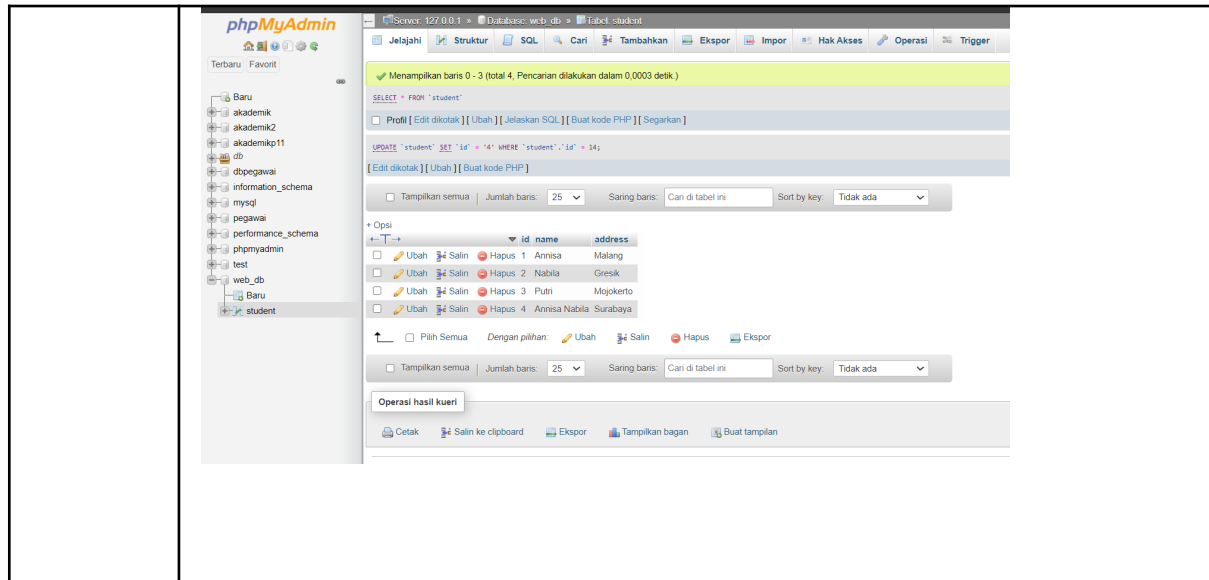 phpMyAdmin
Terbaru Favorit
Baru
akademik
akademik2
akademikp11
db
dbpegawai
information_schema
mysql
pegawai
performance_schema
phpmyadmin
test
web_db
Baru
student
Server: 127.0.0.1 » Database: web_db » Tabel: student
Jelajahi Struktur SQL Cari Tambahkan Ekspor Impor Hak Akses Operasi Trigger
Menampilkan baris 0 - 3 (total 4, Pencarian dilakukan dalam 0,0003 detik.)
SELECT * FROM `student`
Profil [ Edit dikotak ] [ Ubah ] [ Jelaskan SQL ] [ Buat kode PHP ] [ Segarkan ]
UPDATE `student` SET `id` = '4' WHERE `student`.`id` = 14;
[ Edit dikotak ] [ Ubah ] [ Buat kode PHP ]
Tampilkan semua | Jumlah baris: 25 Saring baris: Cari di tabel ini Sort by key: Tidak ada
+ Opsi
←T→ id name address
Ubah Salin Hapus 1 Annisa Malang
Ubah Salin Hapus 2 Nabila Gresik
Ubah Salin Hapus 3 Putri Mojokerto
Ubah Salin Hapus 4 Annisa Nabila Surabaya
Pilih Semua Dengan pilihan: Ubah Salin Hapus Ekspor
Tampilkan semua | Jumlah baris: 25 Saring baris: Cari di tabel ini Sort by key: Tidak ada
Operasi hasil kueri
Cetak Salin ke clipboard Ekspor Tampilkan bagan Buat tampilan